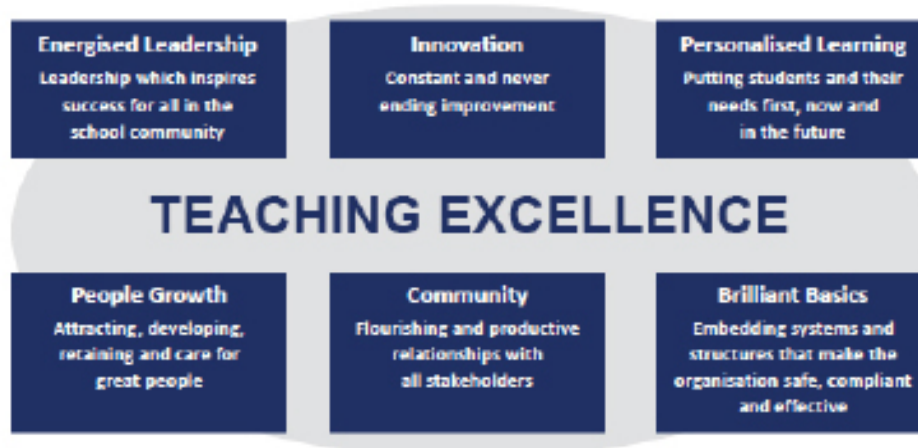 Energised Leadership
Leadership which inspires
success for all in the
school community
Innovation
Constant and never
ending improvement
Personalised Learning
Putting students and their
needs first, now and
in the future
TEACHING EXCELLENCE
People Growth
Attracting, developing,
retaining and care for
great people
Community
Flourishing and productive
relationships with
all stakeholders
Brilliant Basics
Embedding systems and
structures that make the
organisation safe, compliant
and effective